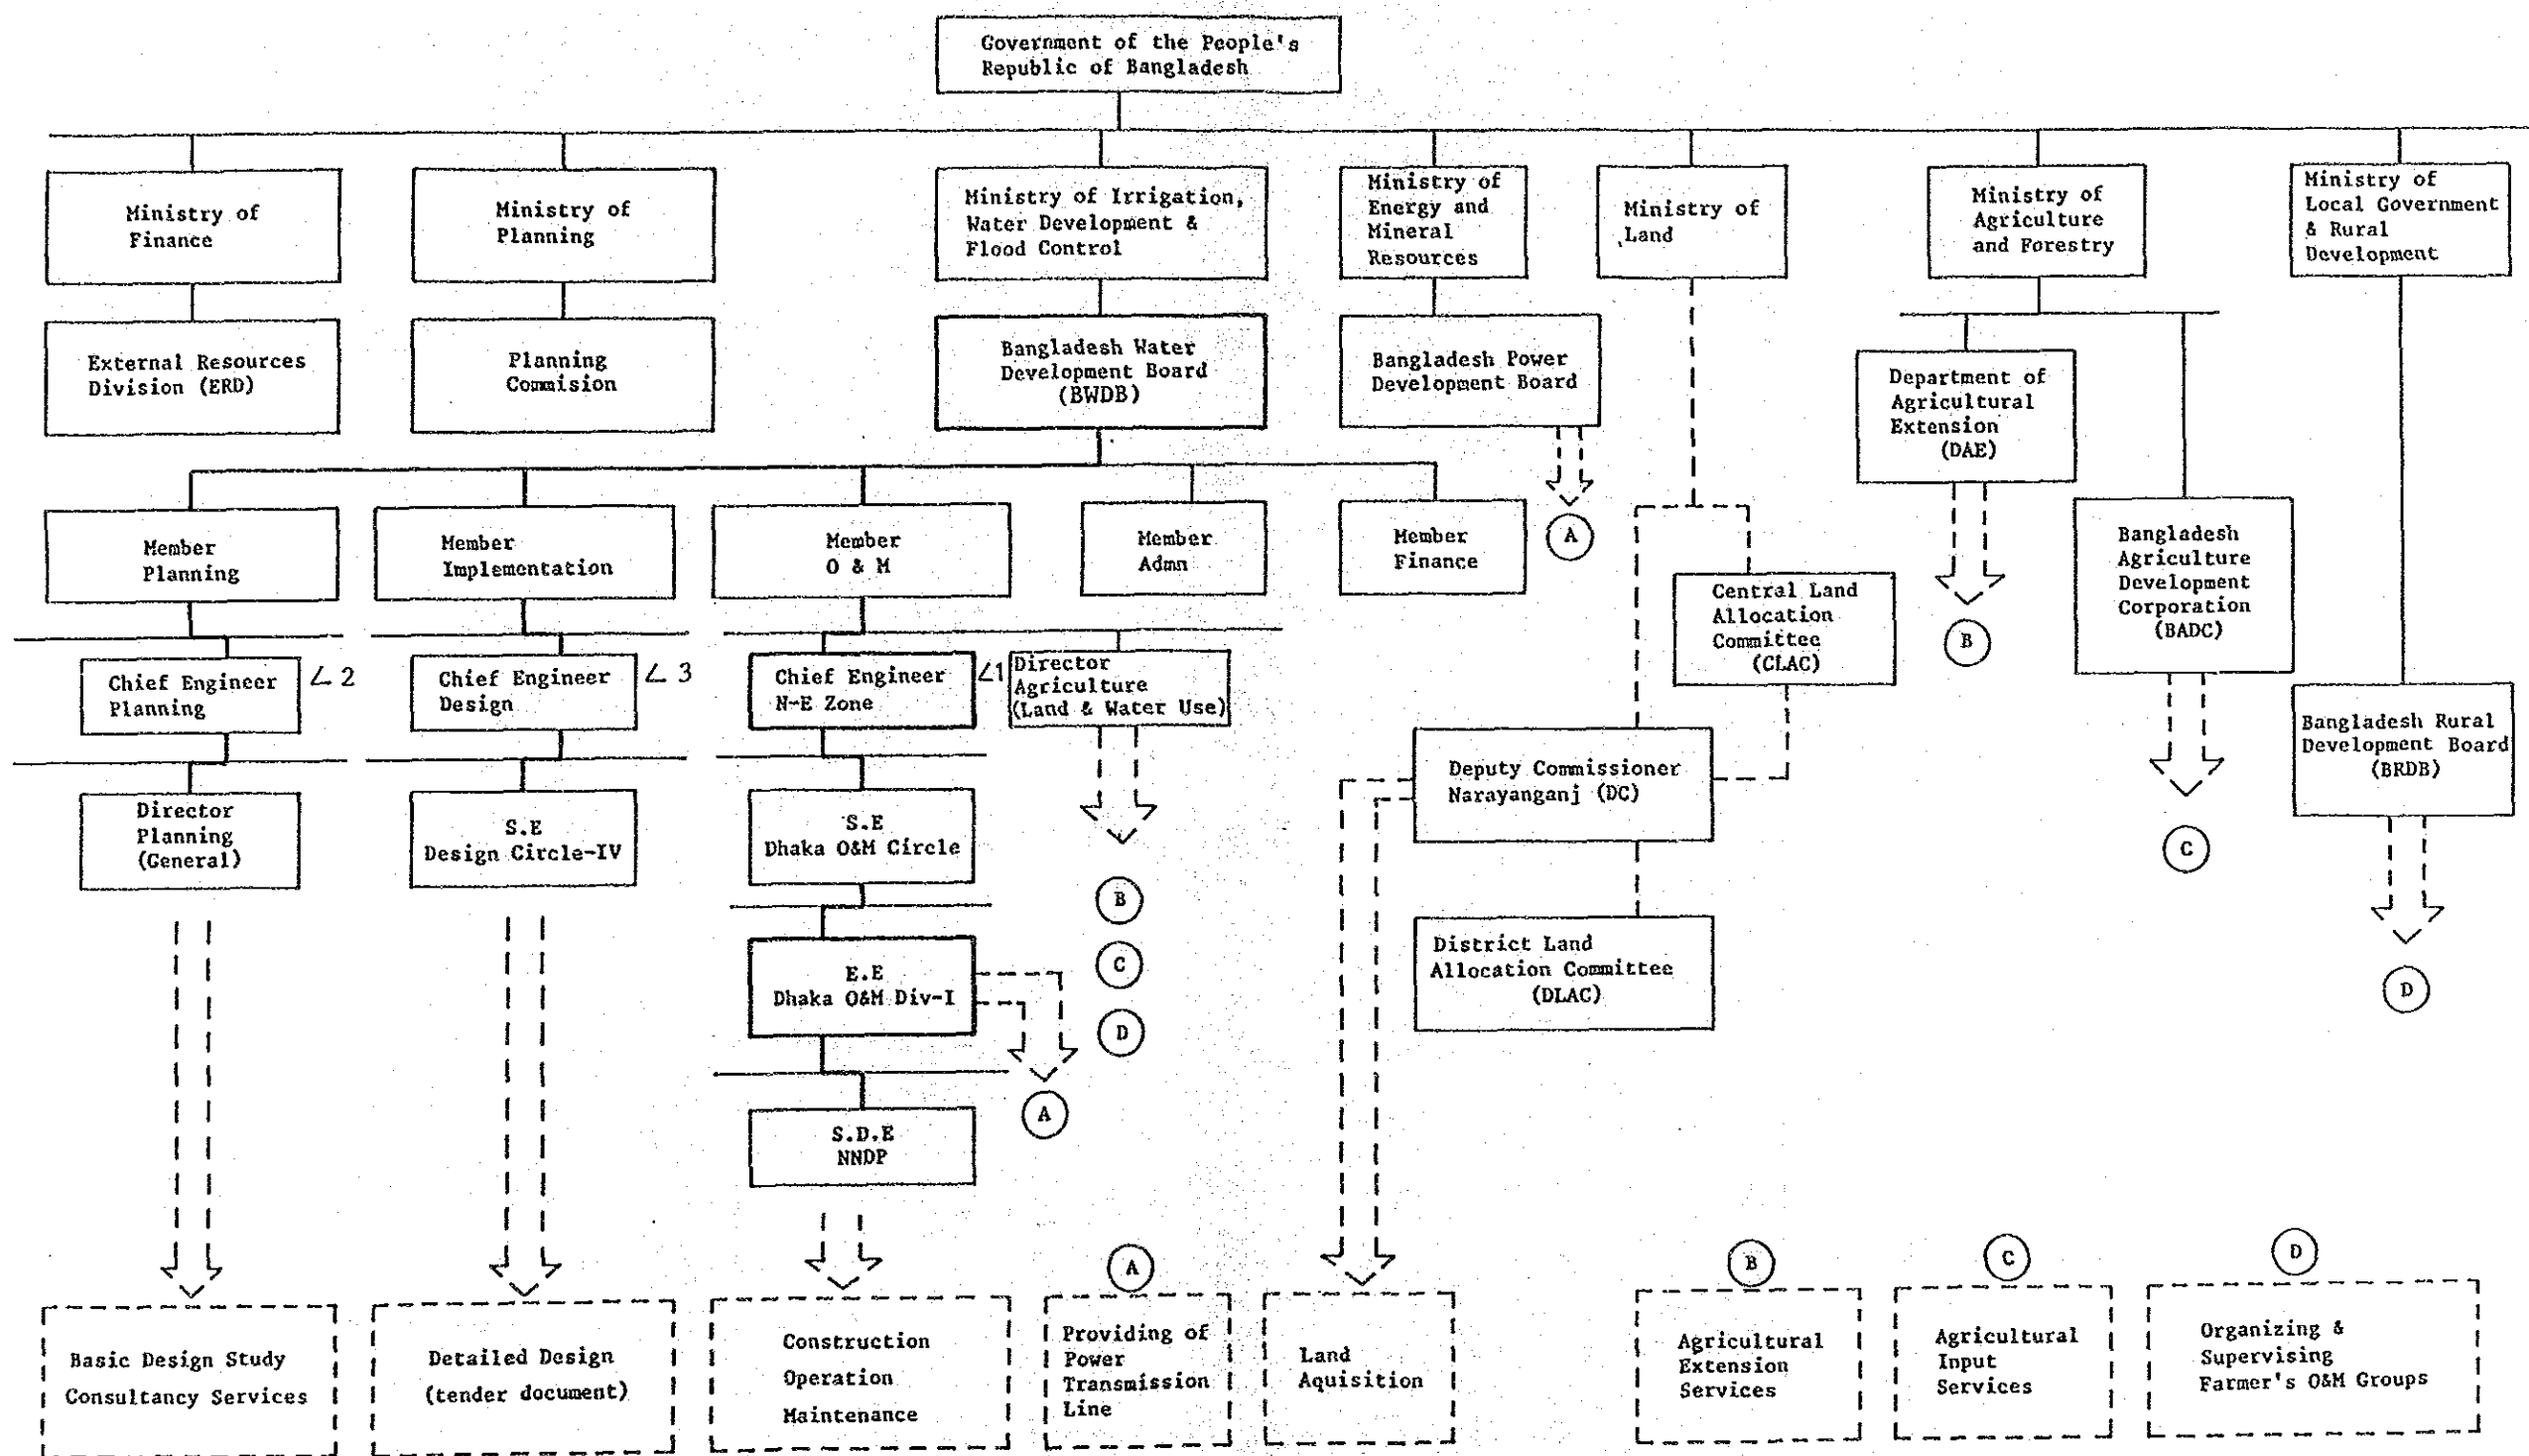 Government of the People's
Republic of Bangladesh
Ministry of
Finance
Ministry of
Planning
Ministry of Irrigation,
Water Development &
Flood Control
Ministry of
Energy and
Mineral
Resources
Ministry of
Land
Ministry of
Agriculture
and Forestry
Ministry of
Local Government
& Rural
Development
External Resources
Division (ERD)
Planning
Commision
Bangladesh Water
Development Board
(BWDB)
Bangladesh Power
Development Board
Department of
Agricultural
Extension
(DAE)
Member
Planning
Member
Implementation
Member
O & M
Member
Admn
Member
Finance
A
Central Land
Allocation
Committee
(CLAC)
B
Bangladesh
Agriculture
Development
Corporation
(BADC)
Chief Engineer
Planning
∠2
Chief Engineer
Design
∠3
Chief Engineer
N-E Zone
∠1
Director
Agriculture
(Land & Water Use)
Bangladesh Rural
Development Board
(BRDB)
Director
Planning
(General)
S.E
Design Circle-IV
S.E
Dhaka O&M Circle
Deputy Commissioner
Narayanganj (DC)
C
B
C
D
E.E
Dhaka O&M Div-I
District Land
Allocation Committee
(DLAC)
D
A
S.D.E
NNDP
Basic Design Study
Consultancy Services
Detailed Design
(tender document)
Construction
Operation
Maintenance
A
Providing of
Power
Transmission
Line
Land
Aquisition
B
Agricultural
Extension
Services
C
Agricultural
Input
Services
D
Organizing &
Supervising
Farmer's O&M Groups